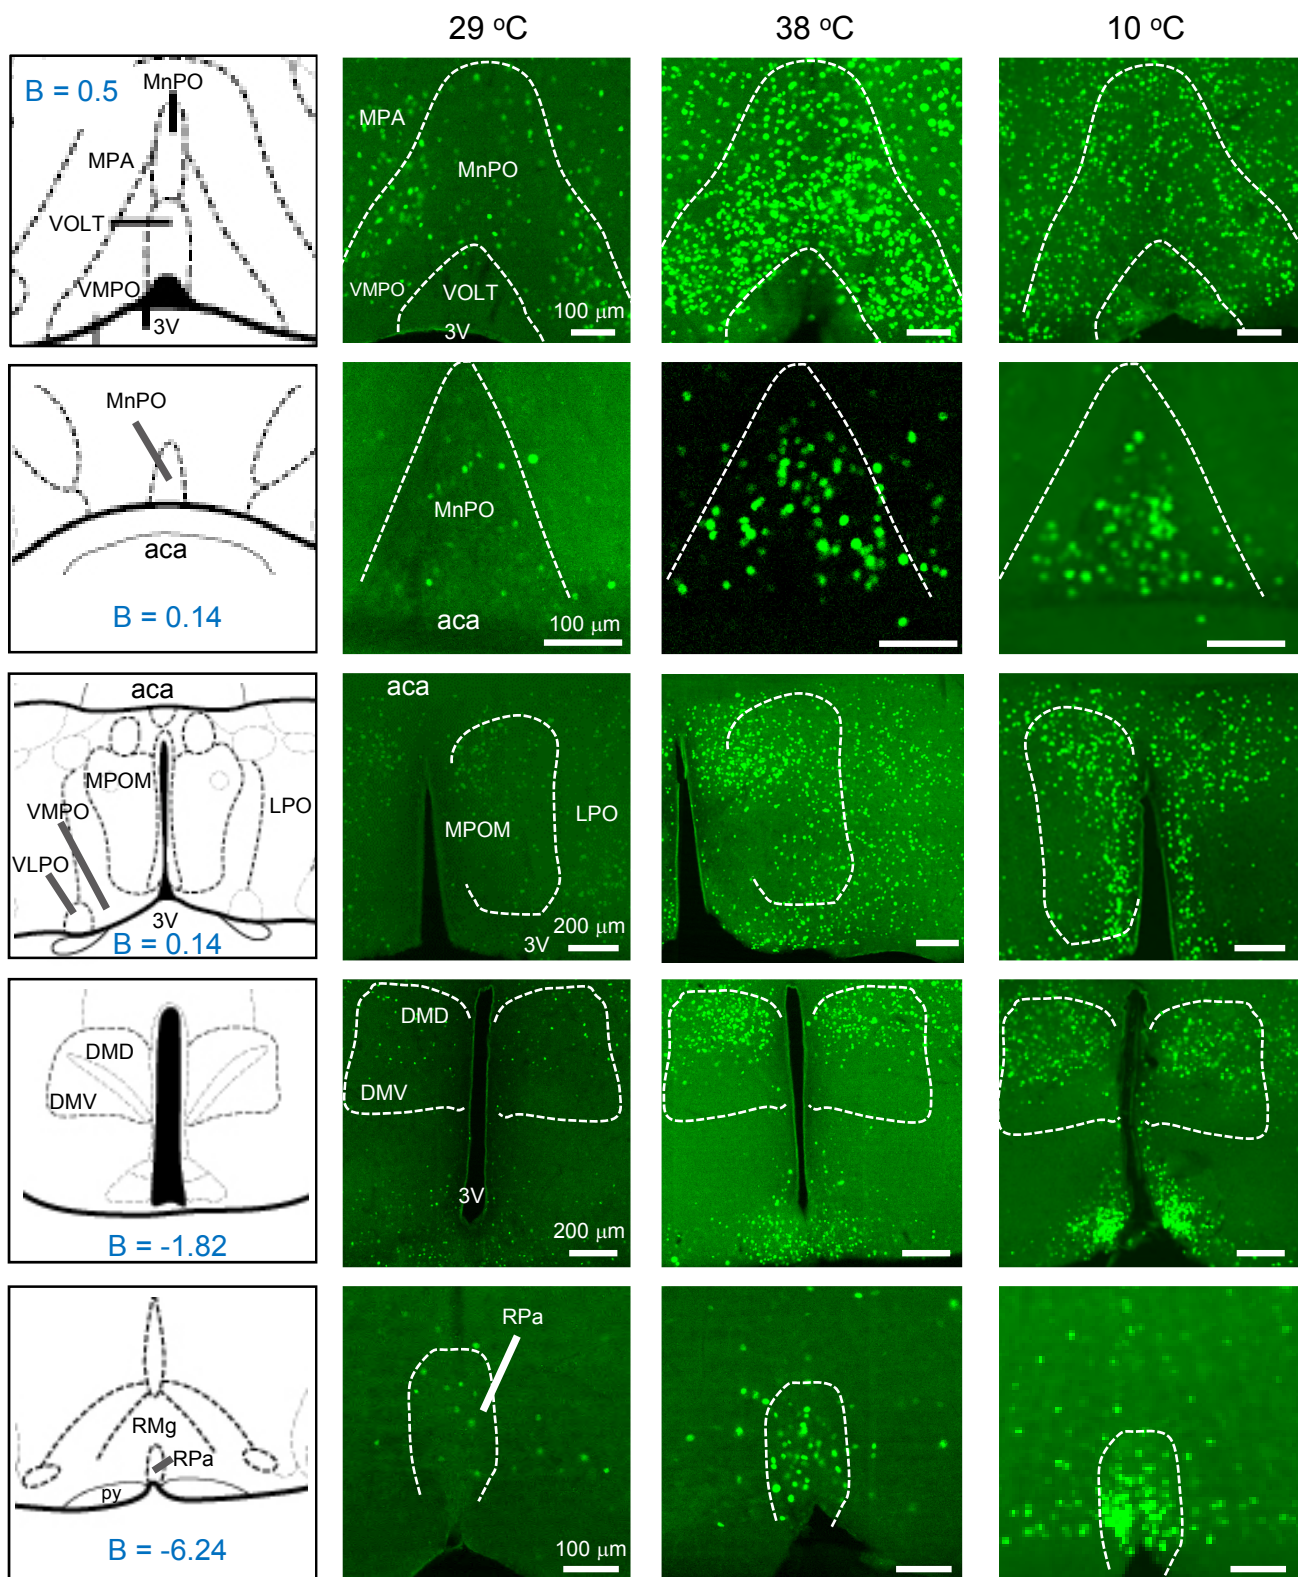 29 °C
38 °C
10 °C
B = 0.5
MnPO
MPA
VOLT
VMPO
3V
MPA
MnPO
VMPO
VOLT
3V
100 μm
MnPO
aca
B = 0.14
MnPO
aca
100 μm
aca
MPOM
VMPO
LPO
VLPO
3V
B = 0.14
aca
MPOM
LPO
3V
200 μm
DMD
DMV
B = -1.82
DMD
DMV
3V
200 μm
RMg
RPa
py
B = -6.24
RPa
100 μm